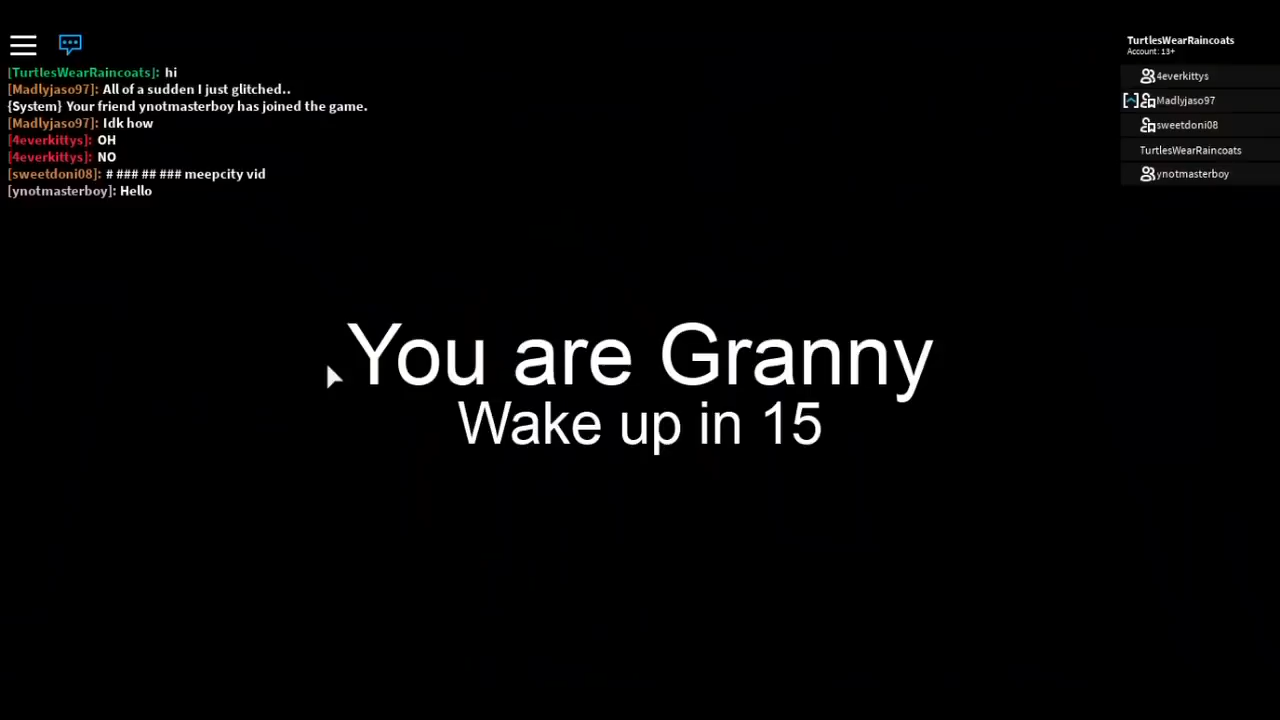 TurtlesWearRaincoats
Account: 13+
[TurtlesWearRaincoats]: hi
[Madlyjaso97]: All of a sudden I just glitched..
{System} Your friend ynotmasterboy has joined the game.
[Madlyjaso97]: Idk how
[4everkittys]: OH
[4everkittys]: NO
[sweetdoni08]: # ### ## ### meepcity vid
[ynotmasterboy]: Hello
4everkittys
Madlyjaso97
sweetdoni08
TurtlesWearRaincoats
ynotmasterboy
You are Granny
Wake up in 15